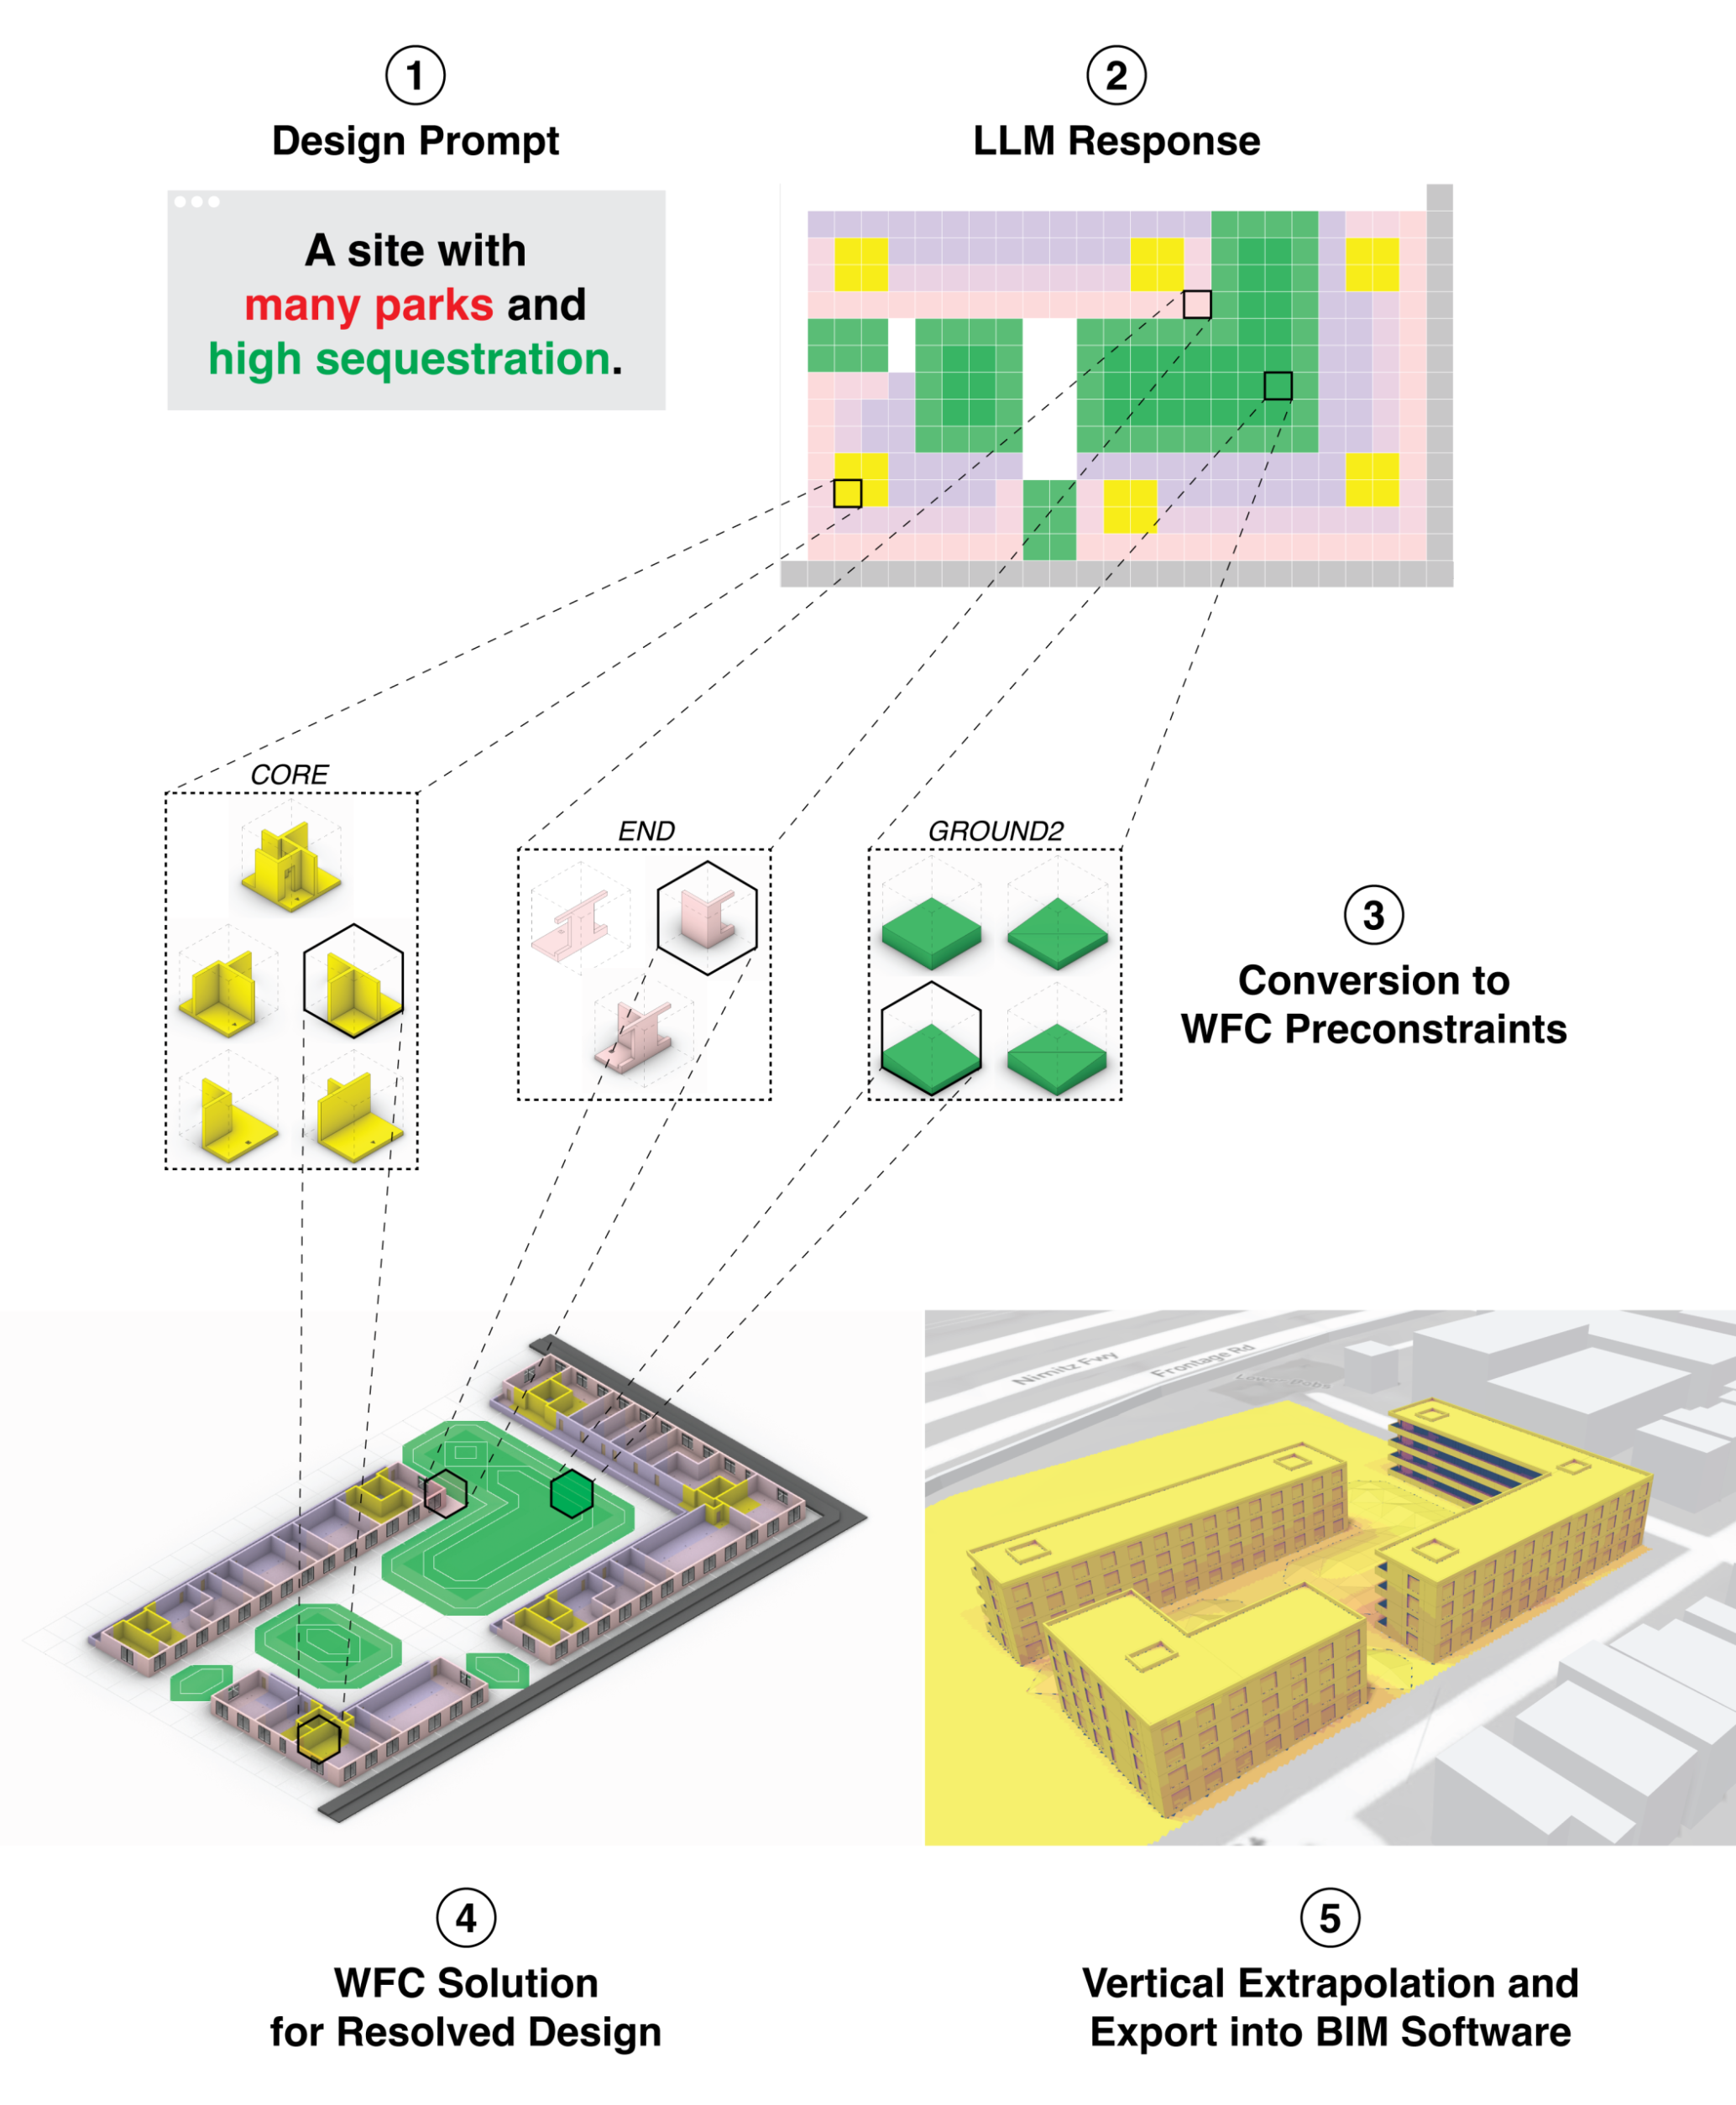 1
Design Prompt
A site with
many parks and
high sequestration.
2
LLM Response
CORE
END
GROUND2
3
Conversion to
WFC Preconstraints
Nimitz Fwy
Frontage Rd
4
WFC Solution
for Resolved Design
5
Vertical Extrapolation and
Export into BIM Software